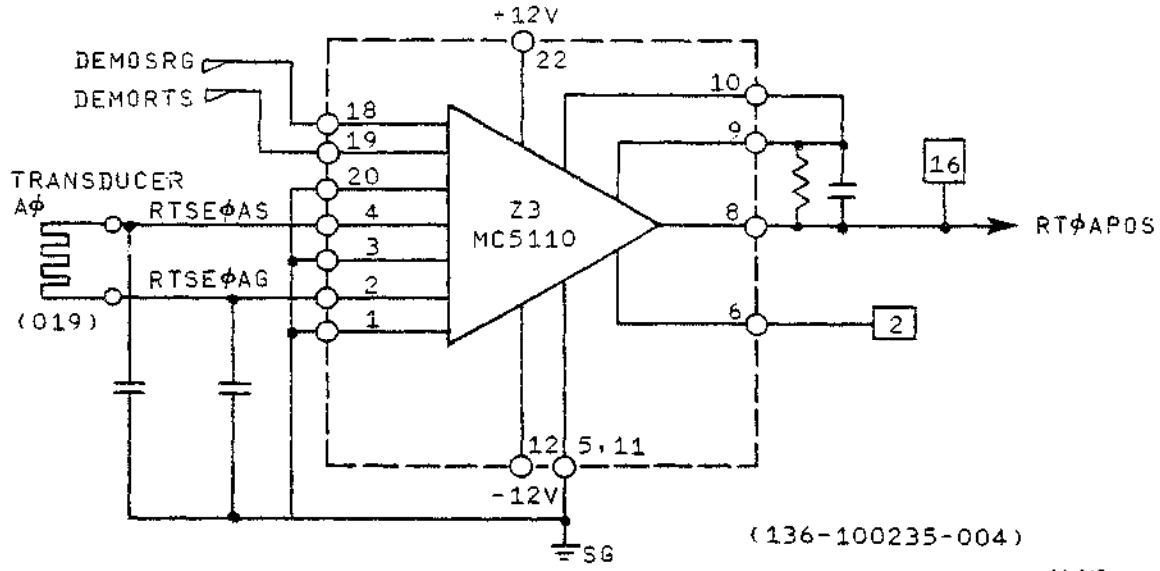 +12V
22
DEMOSRG
DEMORTS
18
19
20
4
3
2
1
TRANSDUCER
Aϕ
RTSEϕAS
RTSEϕAG
(019)
Z3
MC5110
10
9
8
6
16
RTϕAPOS
2
12
5,11
-12V
SG
(136-100235-004)